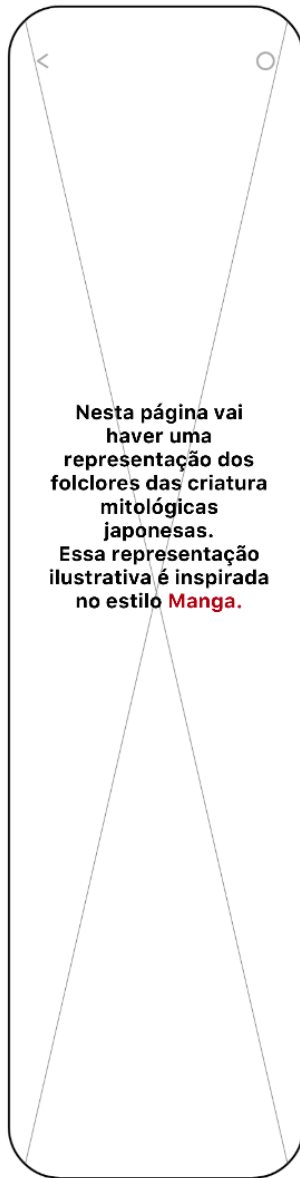 Nesta página vai
haver uma
representação dos
folclores das criatura
mitológicas
japonesas.
Essa representação
ilustrativa é inspirada
no estilo Manga.